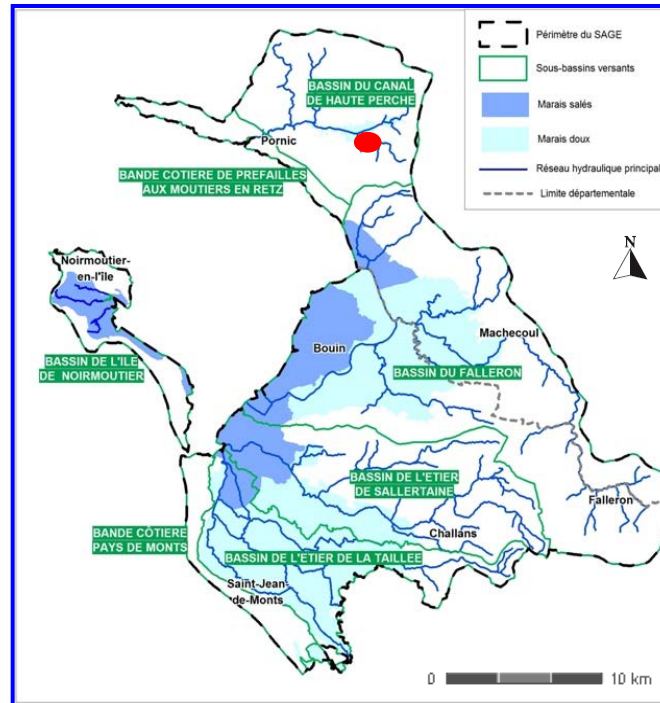 Périmètre du SAGE
Sous-bassins versants
Marais salés
Marais doux
Réseau hydraulique principal
Limite départementale
BASSIN DU CANAL
DE HAUTE PERCHE
Pornic
BANDE COTIERE DE PREFAILLES
AUX MOUTIERS EN RETZ
N
Noirmoutier-
en-l'île
Machecoul
Bouin
BASSIN DE L'ILE
DE NOIRMOUTIER
BASSIN DU FALLERON
BASSIN DE L'ETIER
DE SALLERTAINE
Falleron
BANDE CÔTIERE
PAYS DE MONTS
Challans
BASSIN DE L'ETIER DE LA TAILLEE
Saint-Jean-
de-Monts
0 10 km